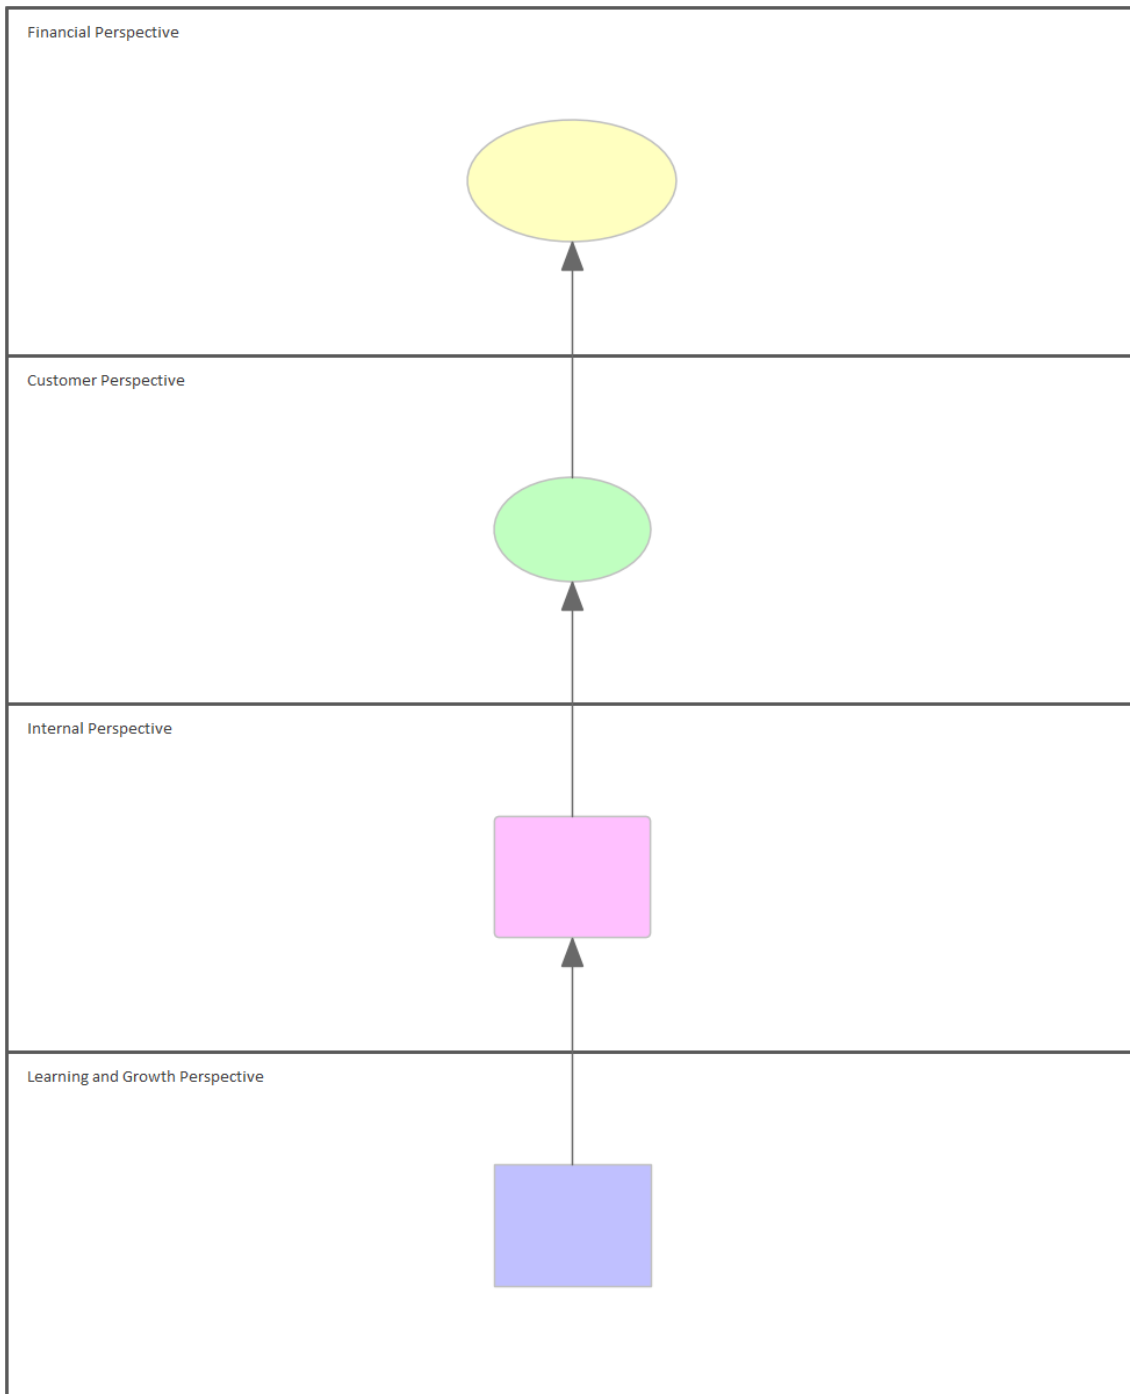 Financial Perspective
Customer Perspective
Internal Perspective
Learning and Growth Perspective